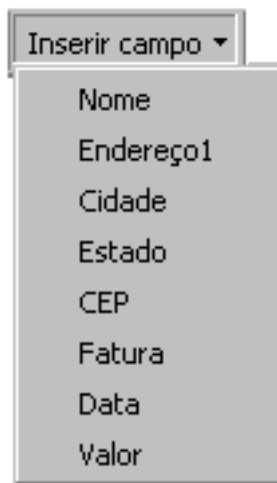 Inserir campo
Nome
Endereço1
Cidade
Estado
CEP
Fatura
Data
Valor